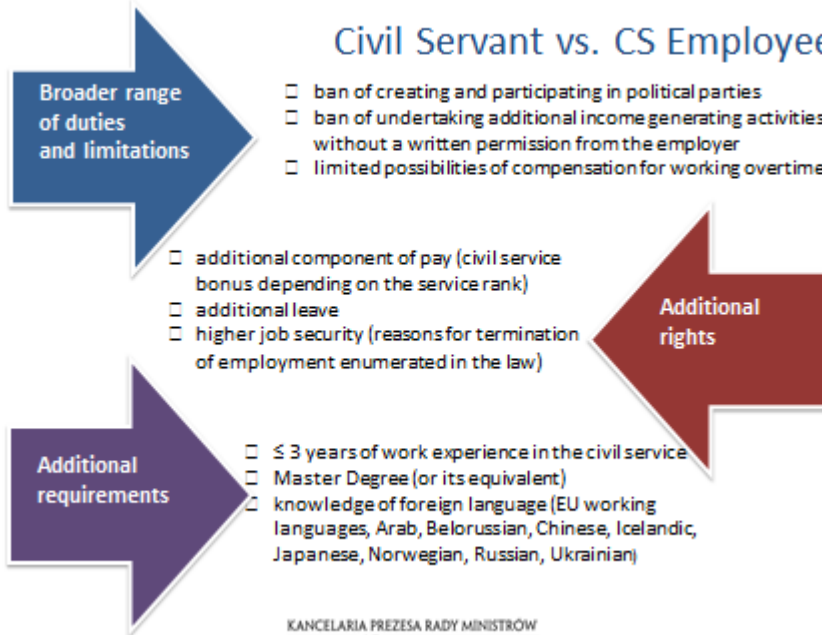 Civil Servant vs. CS Employee
Broader range
of duties
and limitations
□ ban of creating and participating in political parties
□ ban of undertaking additional income generating activities
without a written permission from the employer
□ limited possibilities of compensation for working overtime
□ additional component of pay (civil service
bonus depending on the service rank)
□ additional leave
□ higher job security (reasons for termination
of employment enumerated in the law)
Additional
rights
Additional
requirements
□ ≤ 3 years of work experience in the civil service
□ Master Degree (or its equivalent)
□ knowledge of foreign language (EU working
languages, Arab, Belorussian, Chinese, Icelandic,
Japanese, Norwegian, Russian, Ukrainian)
KANCELARIA PREZESA RADY MINISTRÓW